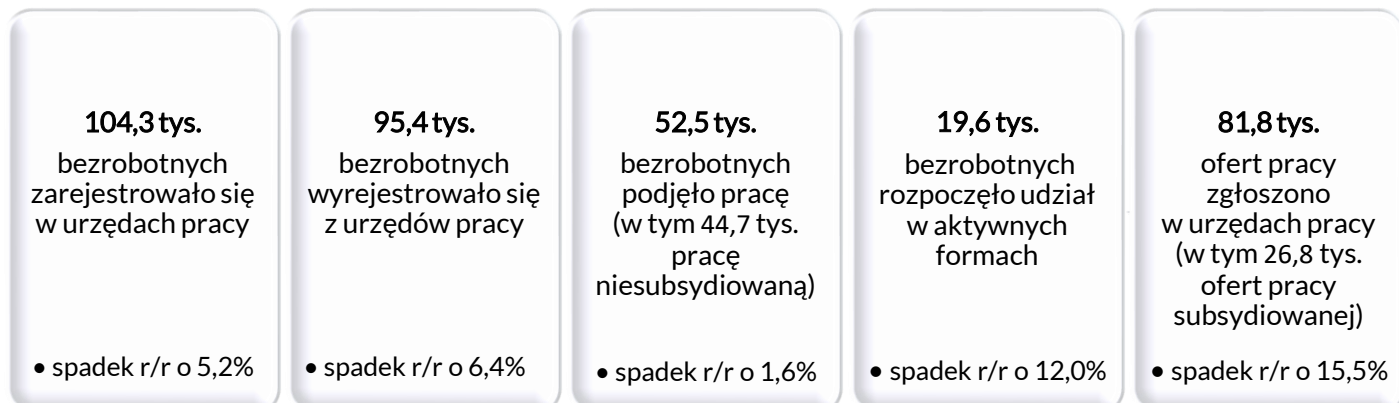 104,3 tys.
bezrobotnych
zarejestrowało się
w urzędach pracy
• spadek r/r o 5,2%
95,4 tys.
bezrobotnych
wyrejestrowało się
z urzędów pracy
• spadek r/r o 6,4%
52,5 tys.
bezrobotnych
podjęło pracę
(w tym 44,7 tys.
pracę
niesubsydiowaną)
• spadek r/r o 1,6%
19,6 tys.
bezrobotnych
rozpoczęło udział
w aktywnych
formach
• spadek r/r o 12,0%
81,8 tys.
ofert pracy
zgłoszono
w urzędach pracy
(w tym 26,8 tys.
ofert pracy
subsydiowanej)
• spadek r/r o 15,5%